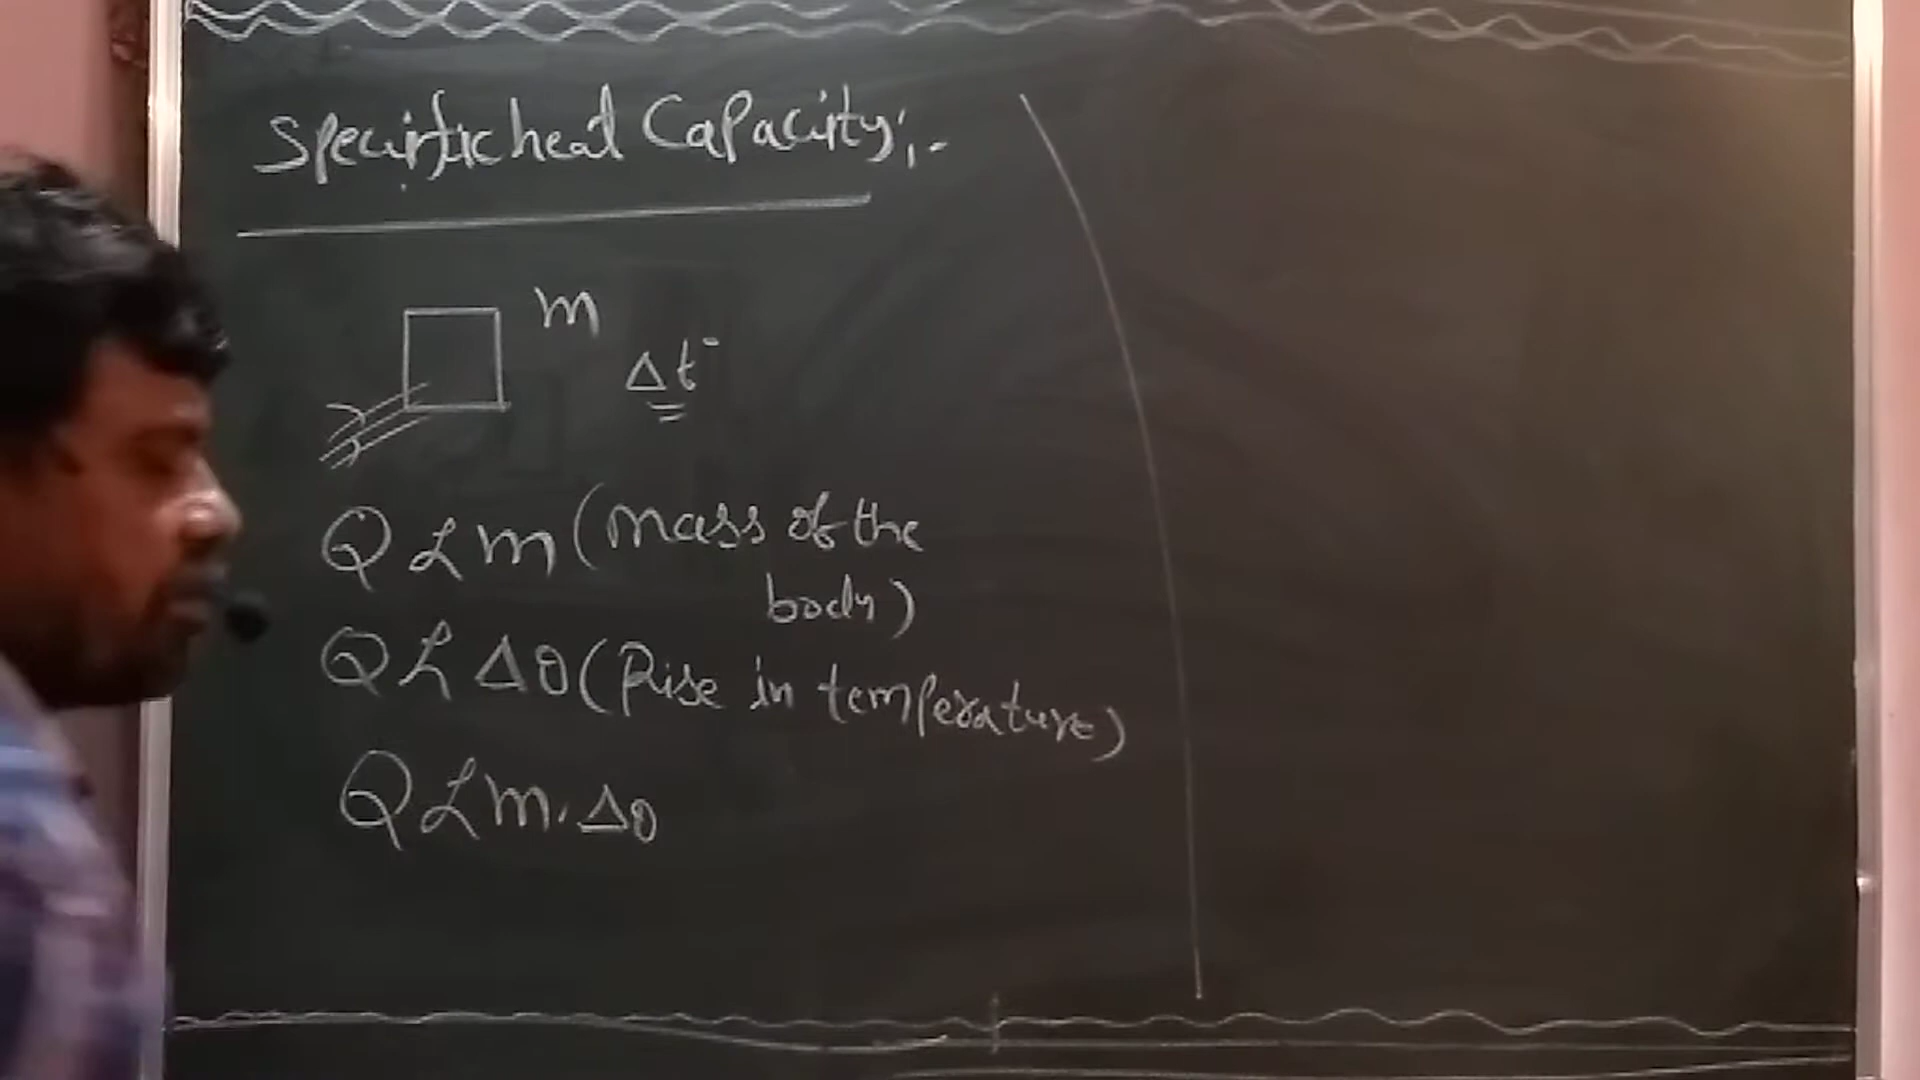 Specific heat Capacity:-
m
Δt
Q ∝ m (mass of the
body)
Q ∝ Δθ (Rise in temperature)
Q ∝ m. Δθ